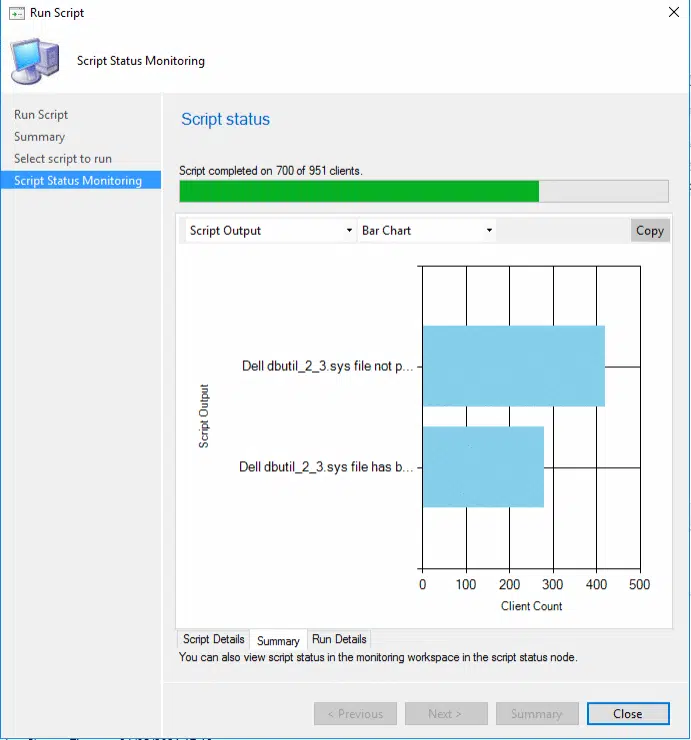 Run Script
Script Status Monitoring
Run Script
Summary
Select script to run
Script Status Monitoring
Script status
Script completed on 700 of 951 clients.
Script Output
Bar Chart
Copy
Script Output
Dell dbutil_2_3.sys file not p...
Dell dbutil_2_3.sys file has b...
0 100 200 300 400 500
Client Count
Script Details Summary Run Details
You can also view script status in the monitoring workspace in the script status node.
< Previous Next > Summary Close